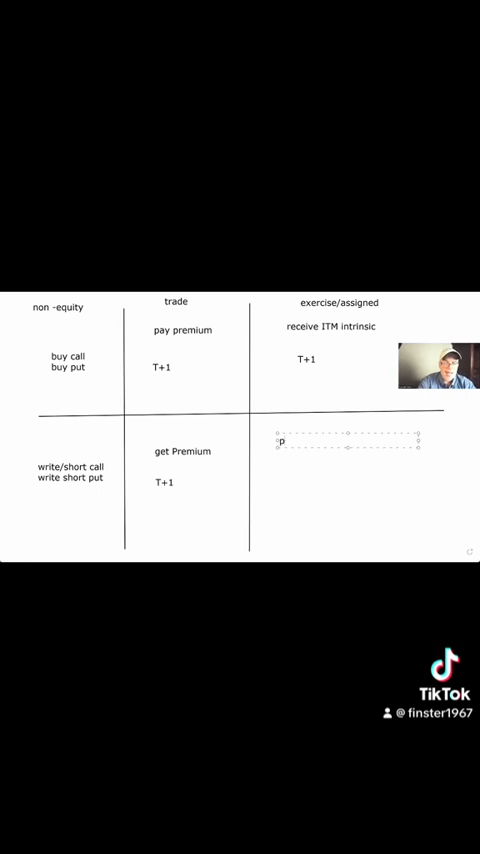 non -equity
trade
exercise/assigned
pay premium
receive ITM intrinsic
buy call
buy put
T+1
T+1
get Premium
p
write/short call
write short put
T+1
TikTok
@finster1967